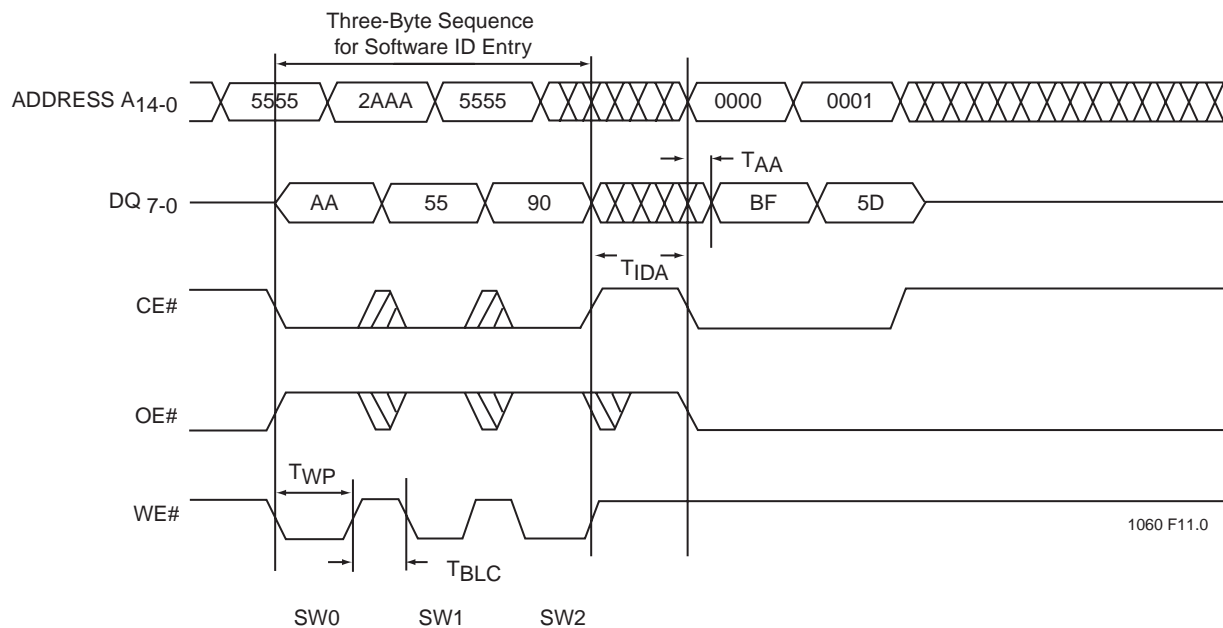 Three-Byte Sequence
for Software ID Entry
ADDRESS A14-0
5555
2AAA
5555
0000
0001
TAA
DQ 7-0
AA
55
90
BF
5D
TIDA
CE#
OE#
TWP
WE#
1060 F11.0
TBLC
SW0
SW1
SW2